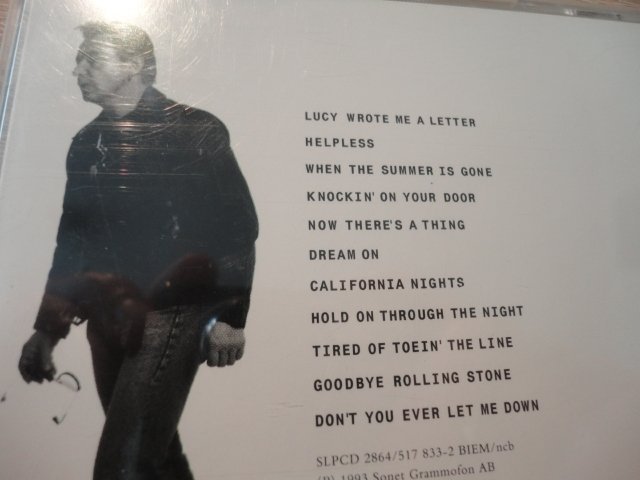 LUCY WROTE ME A LETTER
HELPLESS
WHEN THE SUMMER IS GONE
KNOCKIN' ON YOUR DOOR
NOW THERE'S A THING
DREAM ON
CALIFORNIA NIGHTS
HOLD ON THROUGH THE NIGHT
TIRED OF TOEIN' THE LINE
GOODBYE ROLLING STONE
DON'T YOU EVER LET ME DOWN
SLPCD 2864/517 833-2 BIEM/ncb
(P) 1993 Sonet Grammofon AB